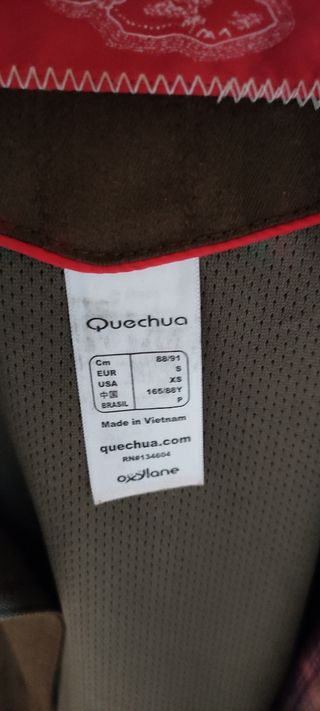 Quechua
Cm 88/91
EUR S
USA XS
中国 165/88Y
BRASIL P
Made in Vietnam
quechua.com
RN#134604
oxylane